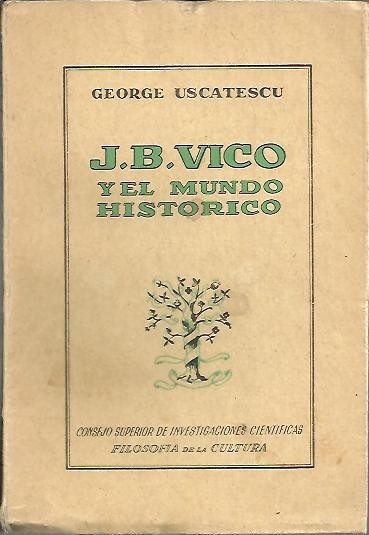 GEORGE USCATESCU
J.B. VICO
Y EL MUNDO
HISTORICO
CONSEJO SUPERIOR DE INVESTIGACIONES CIENTIFICAS
FILOSOFIA DE LA CULTURA